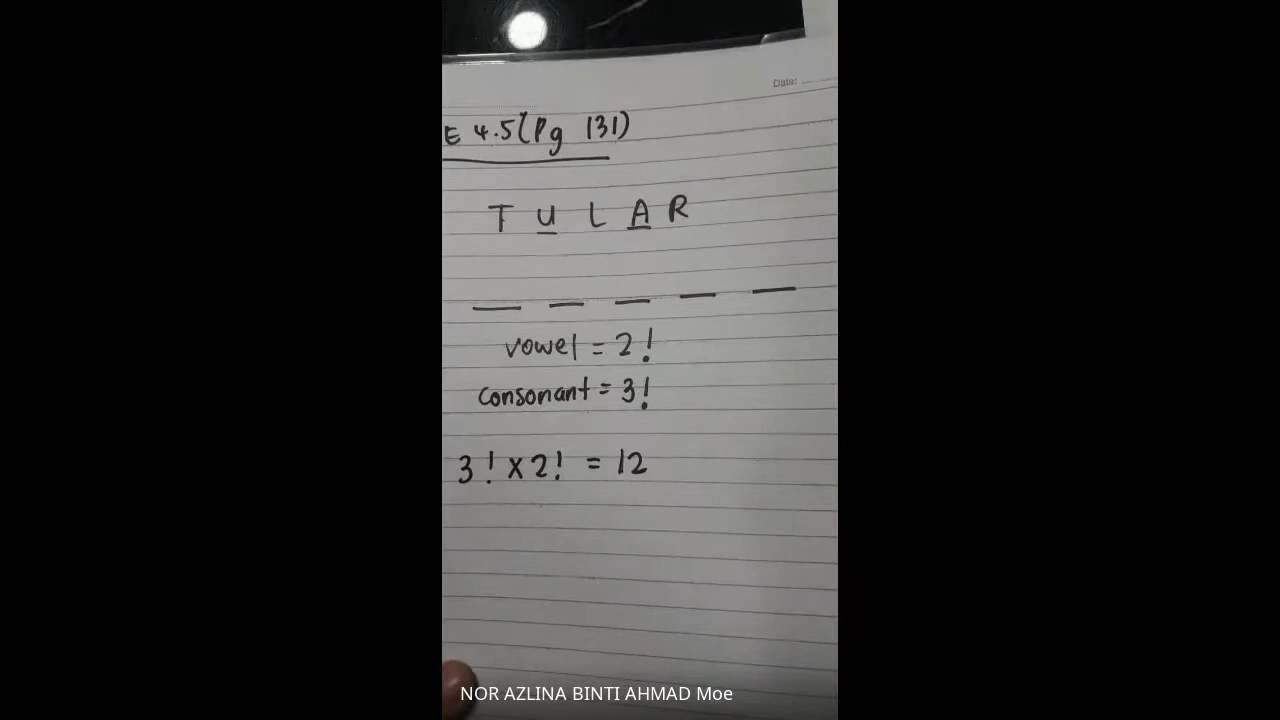 Date:
E 4.5 (Pg 131)
T U L A R
vowel = 2!
consonant = 3!
3! x 2! = 12
NOR AZLINA BINTI AHMAD Moe